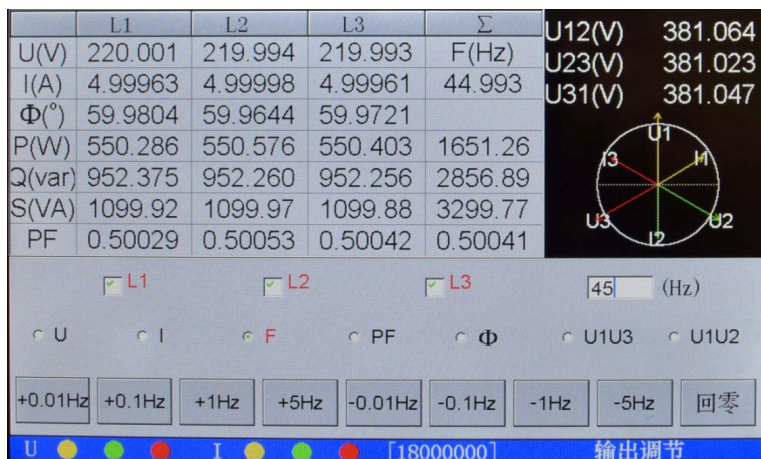 L1 L2 L3 Σ
U(V) 220.001 219.994 219.993 F(Hz)
I(A) 4.99963 4.99998 4.99961 44.993
Φ(°) 59.9804 59.9644 59.9721
P(W) 550.286 550.576 550.403 1651.26
Q(var) 952.375 952.260 952.256 2856.89
S(VA) 1099.92 1099.97 1099.88 3299.77
PF 0.50029 0.50053 0.50042 0.50041
U12(V) 381.064
U23(V) 381.023
U31(V) 381.047
U1
I3 I1
U3 U2
I2
L1 L2 L3 45 (Hz)
U I F PF Φ U1U3 U1U2
+0.01Hz +0.1Hz +1Hz +5Hz -0.01Hz -0.1Hz -1Hz -5Hz 回零
U I [18000000] 输出调节